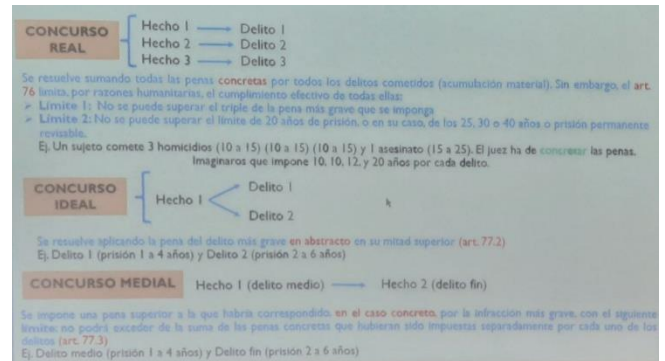 CONCURSO REAL
Hecho 1 → Delito 1
Hecho 2 → Delito 2
Hecho 3 → Delito 3
Se resuelve sumando todas las penas concretas por todos los delitos cometidos (acumulación material). Sin embargo, el art.
76 limita, por razones humanitarias, el cumplimiento efectivo de todas ellas:
➢ Límite 1: No se puede superar el triple de la pena más grave que se imponga
➢ Límite 2: No se puede superar el límite de 20 años de prisión, o en su caso, de los 25, 30 o 40 años o prisión permanente
revisable.
Ej. Un sujeto comete 3 homicidios (10 a 15) (10 a 15) (10 a 15) y 1 asesinato (15 a 25). El juez ha de concretar las penas.
Imaginaros que impone 10, 10, 12, y 20 años por cada delito.
CONCURSO IDEAL
Hecho 1
Delito 1
Delito 2
Se resuelve aplicando la pena del delito más grave en abstracto en su mitad superior (art. 77.2)
Ej. Delito 1 (prisión 1 a 4 años) y Delito 2 (prisión 2 a 6 años)
CONCURSO MEDIAL
Hecho 1 (delito medio) → Hecho 2 (delito fin)
Se impone una pena superior a la que habría correspondido, en el caso concreto, por la infracción más grave, con el siguiente
límite: no podrá exceder de la suma de las penas concretas que hubieran sido impuestas separadamente por cada uno de los
delitos (art. 77.3)
Ej. Delito medio (prisión 1 a 4 años) y Delito fin (prisión 2 a 6 años)